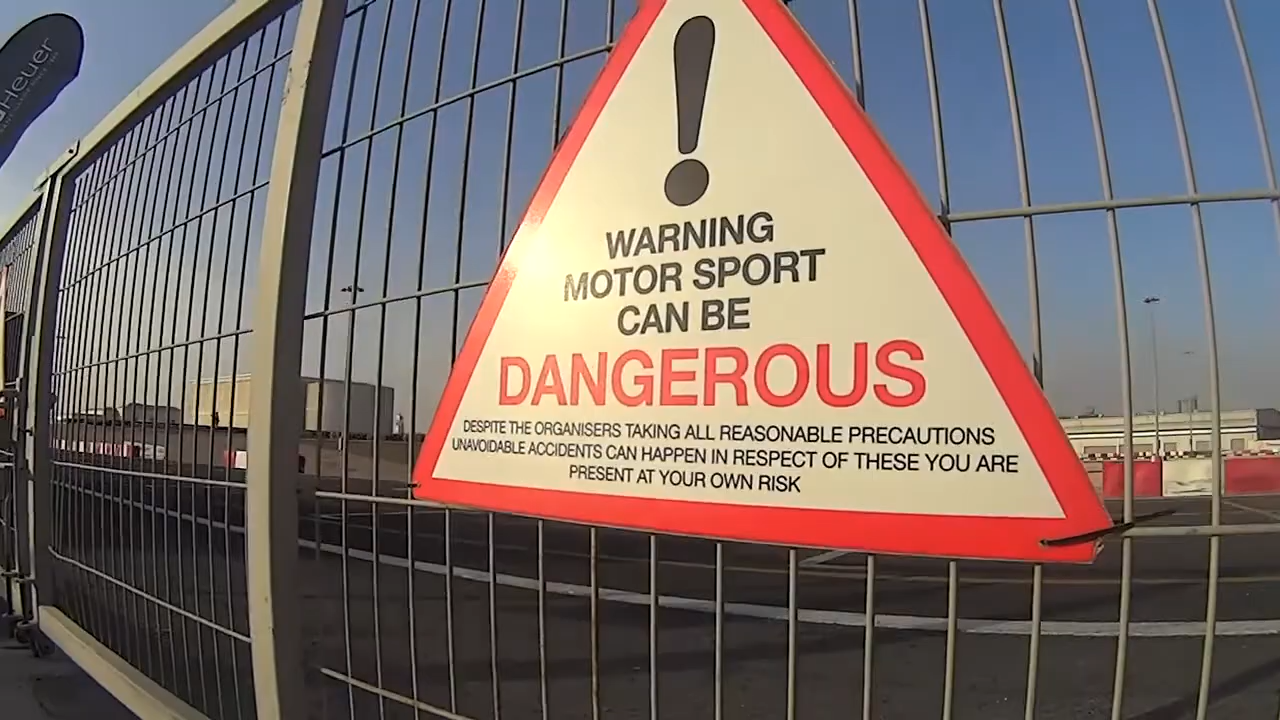 Heuer
WARNING
MOTOR SPORT
CAN BE
DANGEROUS
DESPITE THE ORGANISERS TAKING ALL REASONABLE PRECAUTIONS
UNAVOIDABLE ACCIDENTS CAN HAPPEN IN RESPECT OF THESE YOU ARE
PRESENT AT YOUR OWN RISK